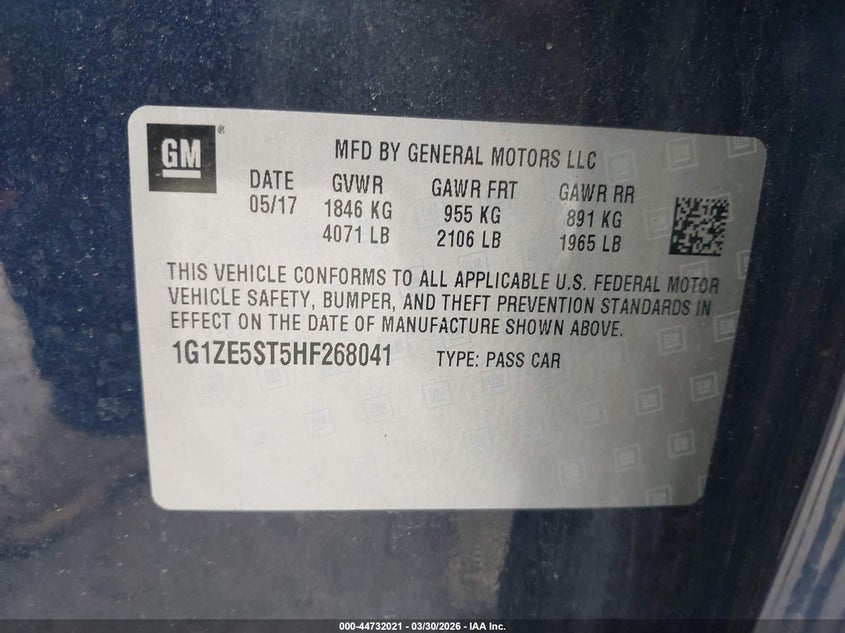 GM ®
MFD BY GENERAL MOTORS LLC
DATE GVWR GAWR FRT GAWR RR
05/17 1846 KG 955 KG 891 KG
4071 LB 2106 LB 1965 LB
THIS VEHICLE CONFORMS TO ALL APPLICABLE U.S. FEDERAL MOTOR
VEHICLE SAFETY, BUMPER, AND THEFT PREVENTION STANDARDS IN
EFFECT ON THE DATE OF MANUFACTURE SHOWN ABOVE.
1G1ZE5ST5HF268041 TYPE: PASS CAR
000-44732021 | 03/30/2026 - IAA Inc.